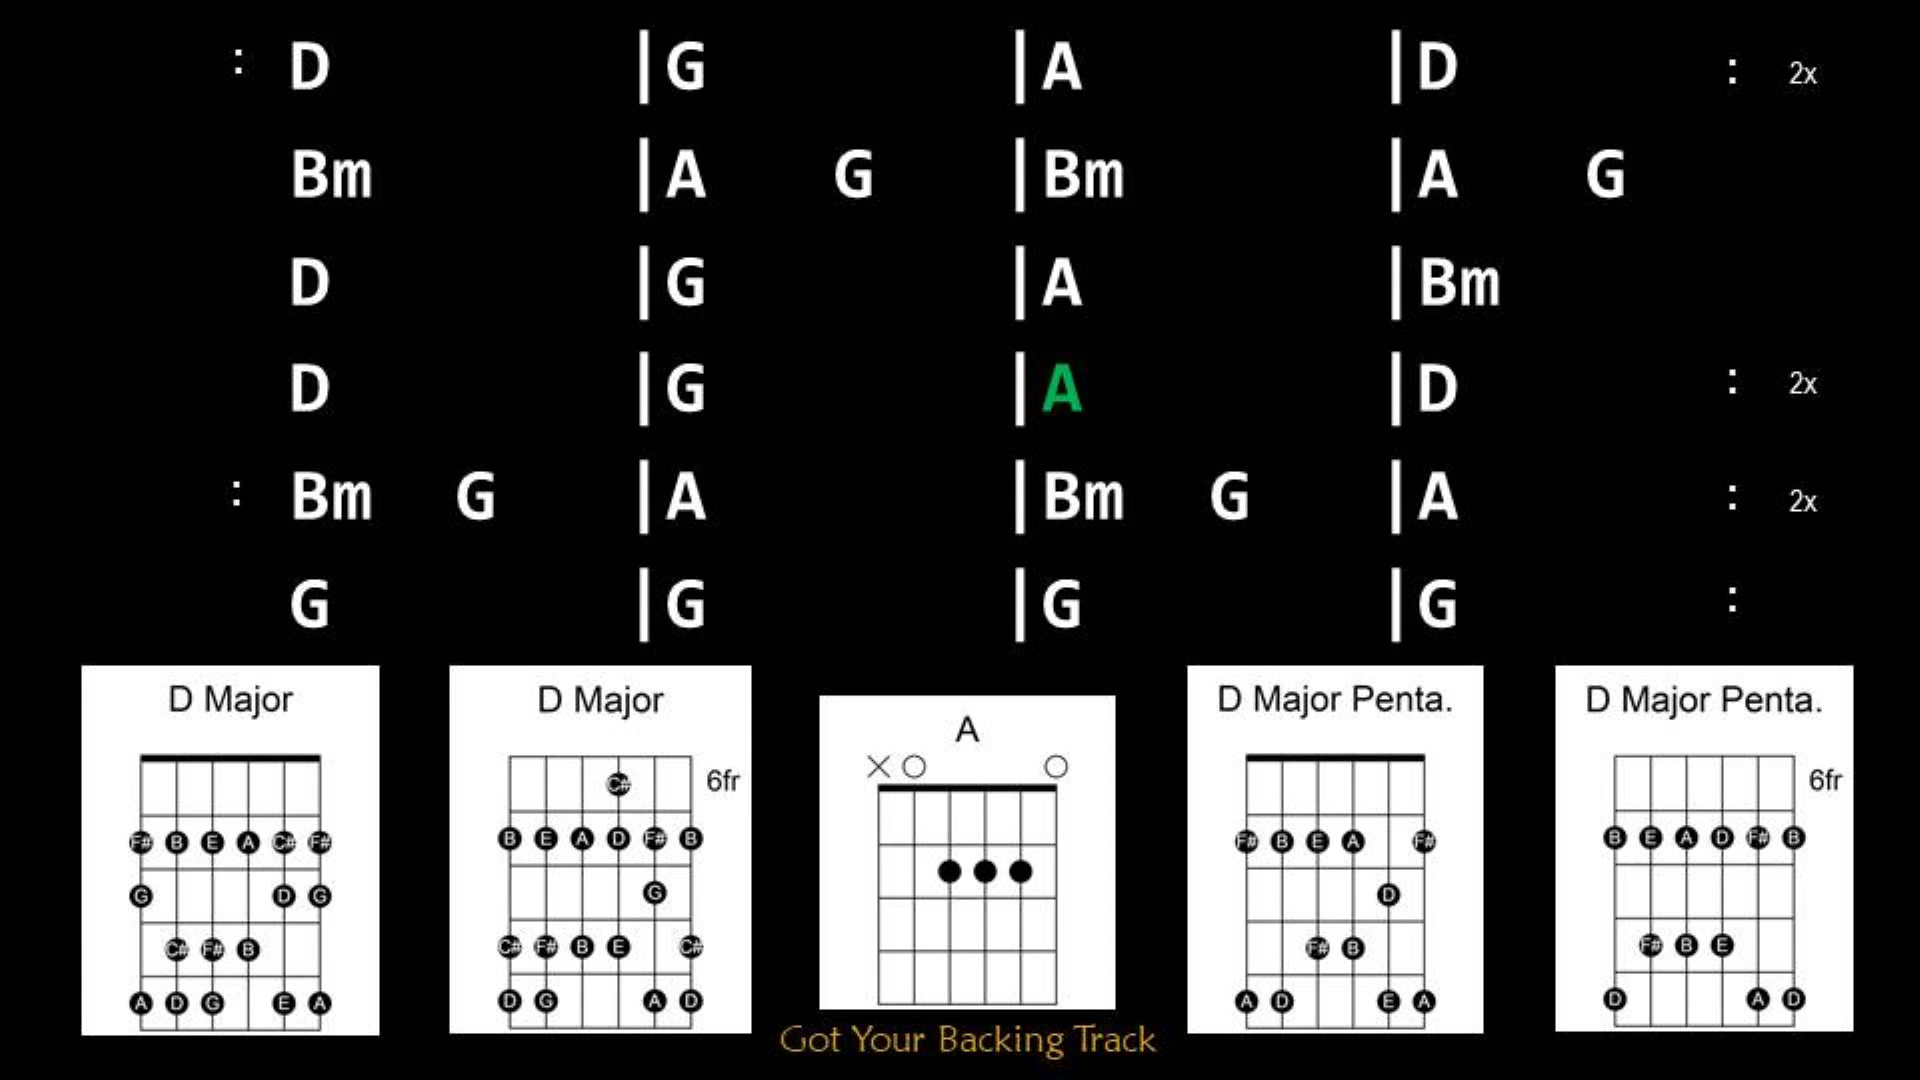 : D |G |A |D : 2x
Bm |A G |Bm |A G
D |G |A |Bm
D |G |A |D : 2x
: Bm G |A |Bm G |A : 2x
G |G |G |G :
D Major
F# B E A C# F#
G D G
C# F# B
A D G E A
D Major
C# 6fr
B E A D F# B
G
C# F# B E C#
D G A D
A
X O O
D Major Penta.
F# B E A F#
D
F# B
A D E A
D Major Penta.
6fr
B E A D F# B
F# B E
D A D
Got Your Backing Track